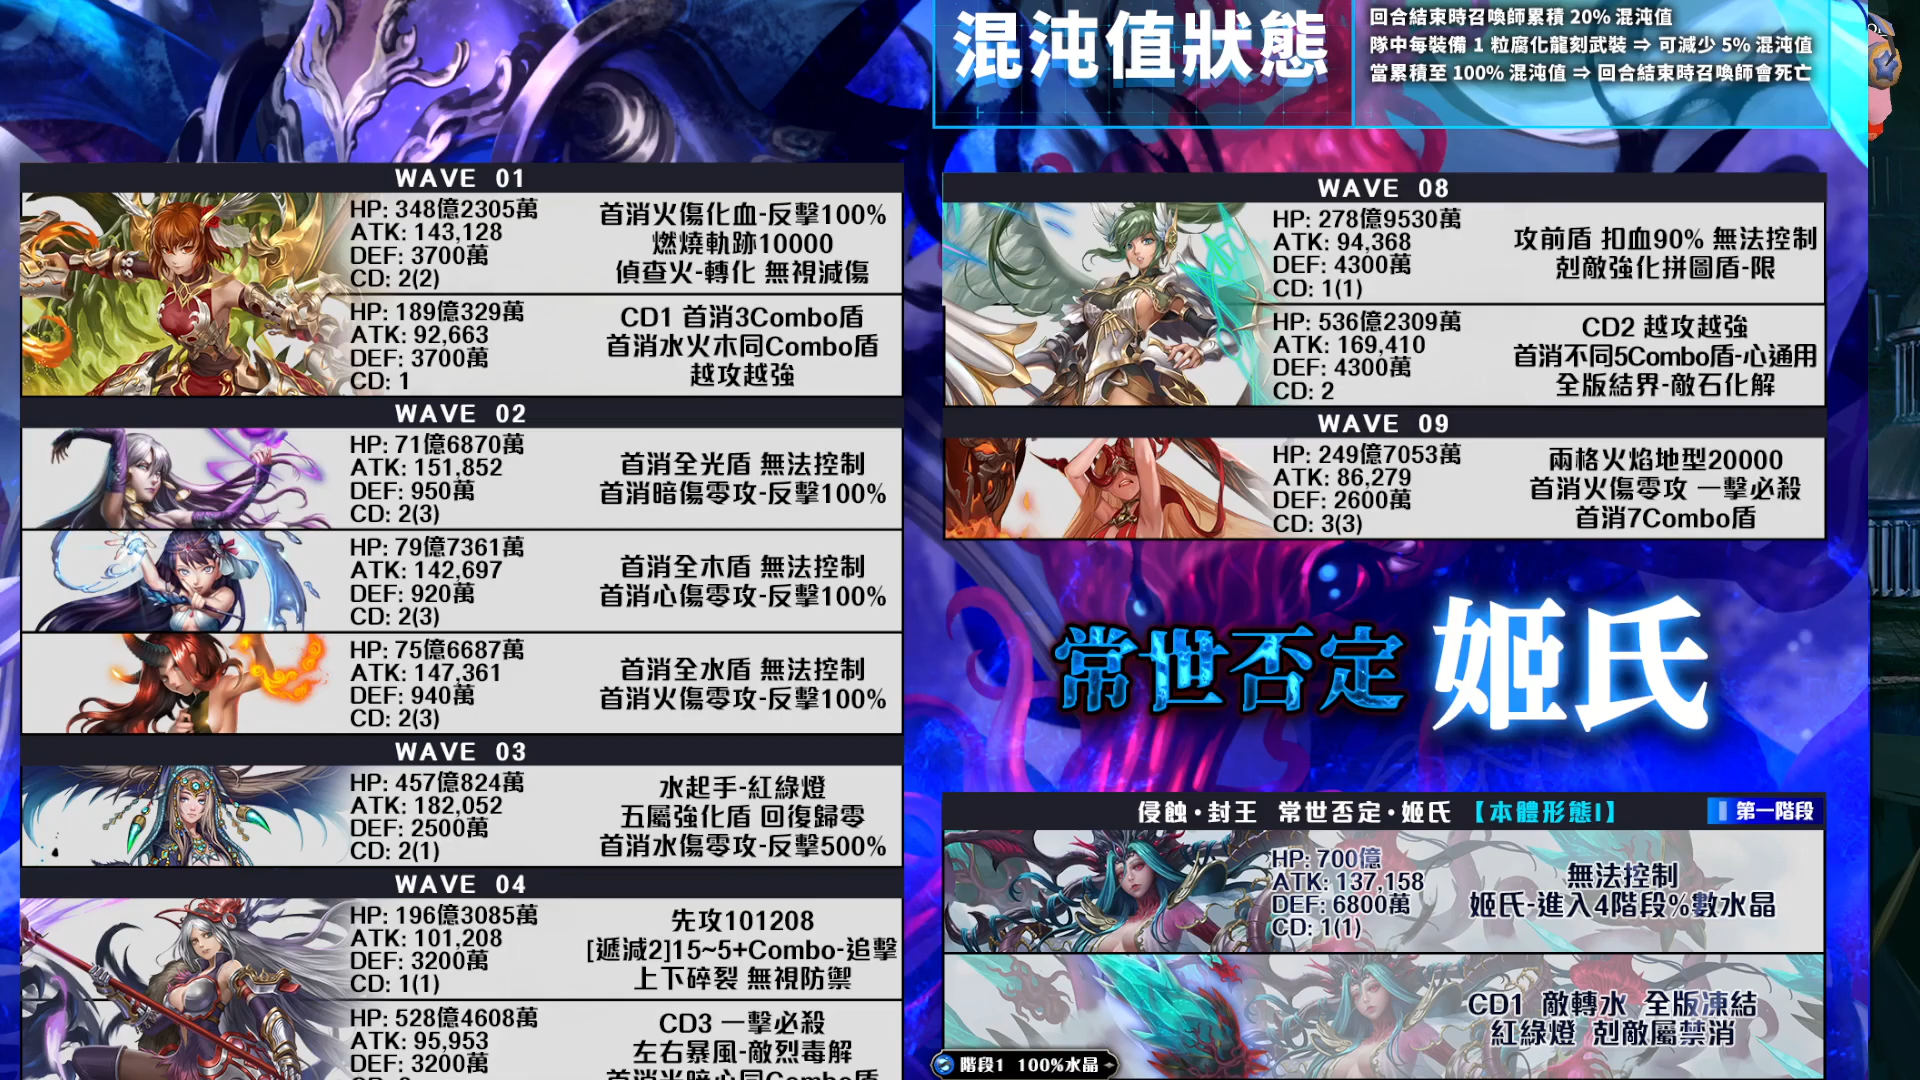 混沌值狀態
回合結束時召喚師累積 20% 混沌值
隊中每裝備 1 粒腐化龍刻武裝 ⇒ 可減少 5% 混沌值
當累積至 100% 混沌值 ⇒ 回合結束時召喚師會死亡
WAVE 01
HP: 348億2305萬
ATK: 143,128
DEF: 3700萬
CD: 2(2)
首消火傷化血-反擊100%
燃燒軌跡10000
偵查火-轉化 無視減傷
HP: 189億329萬
ATK: 92,663
DEF: 3700萬
CD: 1
CD1 首消3Combo盾
首消水火木同Combo盾
越攻越強
WAVE 02
HP: 71億6870萬
ATK: 151,852
DEF: 950萬
CD: 2(3)
首消全光盾 無法控制
首消暗傷零攻-反擊100%
HP: 79億7361萬
ATK: 142,697
DEF: 920萬
CD: 2(3)
首消全木盾 無法控制
首消心傷零攻-反擊100%
HP: 75億6687萬
ATK: 147,361
DEF: 940萬
CD: 2(3)
首消全水盾 無法控制
首消火傷零攻-反擊100%
WAVE 03
HP: 457億824萬
ATK: 182,052
DEF: 2500萬
CD: 2(1)
水起手-紅綠燈
五屬強化盾 回復歸零
首消水傷零攻-反擊500%
WAVE 04
HP: 196億3085萬
ATK: 101,208
DEF: 3200萬
CD: 1(1)
先攻101208
[遞減2]15~5+Combo-追擊
上下碎裂 無視防禦
HP: 528億4608萬
ATK: 95,953
DEF: 3200萬
CD3 一擊必殺
左右暴風-敵烈毒解
WAVE 08
HP: 278億9530萬
ATK: 94,368
DEF: 4300萬
CD: 1(1)
攻前盾 扣血90% 無法控制
剋敵強化拼圖盾-限
HP: 536億2309萬
ATK: 169,410
DEF: 4300萬
CD: 2
CD2 越攻越強
首消不同5Combo盾-心通用
全版結界-敵石化解
WAVE 09
HP: 249億7053萬
ATK: 86,279
DEF: 2600萬
CD: 3(3)
兩格火焰地型20000
首消火傷零攻 一擊必殺
首消7Combo盾
常世否定 姬氏
侵蝕·封王 常世否定·姬氏 【本體形態I】
第一階段
HP: 700億
ATK: 137,158
DEF: 6800萬
CD: 1(1)
無法控制
姬氏-進入4階段%數水晶
CD1 敵轉水 全版凍結
紅綠燈 剋敵屬禁消
階段1 100%水晶